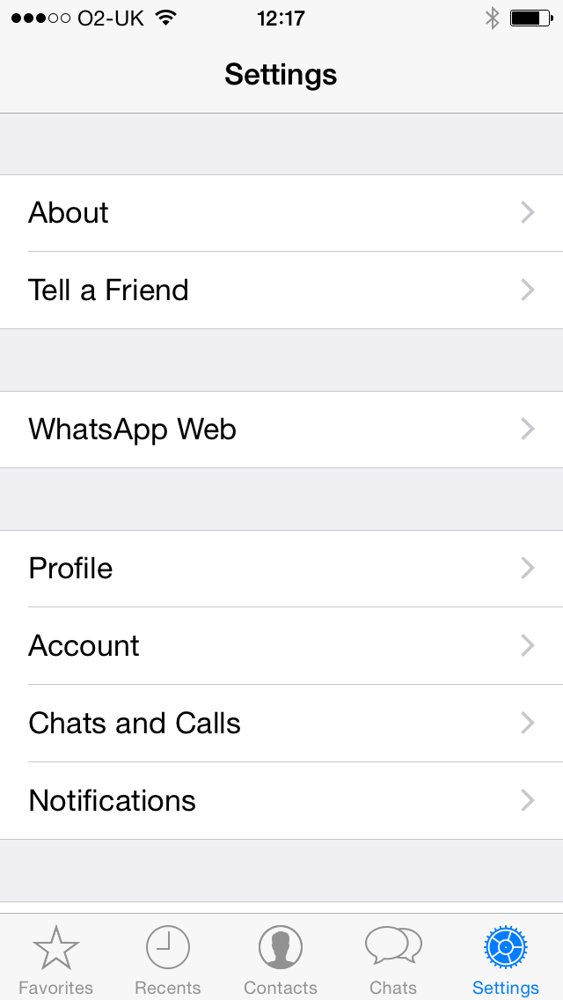 O2-UK 12:17
Settings
About
Tell a Friend
WhatsApp Web
Profile
Account
Chats and Calls
Notifications
Favorites Recents Contacts Chats Settings